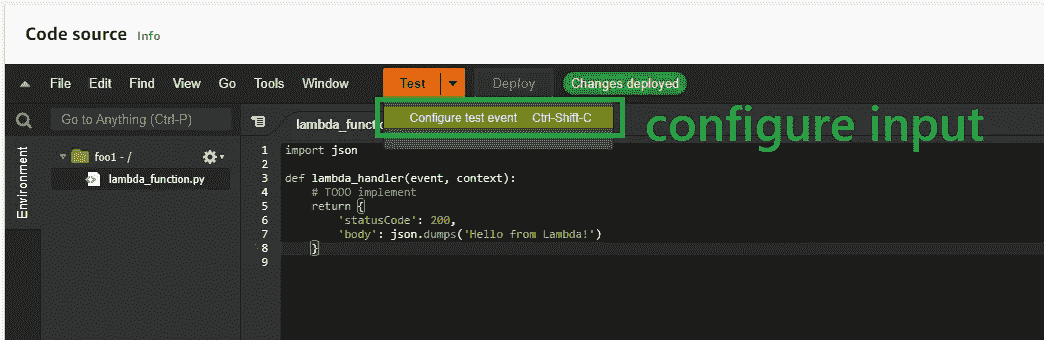 Code source Info
File Edit Find View Go Tools Window Test Deploy Changes deployed
Go to Anything (Ctrl-P)
lambda_functio
Configure test event Ctrl-Shift-C
configure input
Environment
foo1 - /
lambda_function.py
1 import json
2
3 def lambda_handler(event, context):
4 # TODO implement
5 return {
6 'statusCode': 200,
7 'body': json.dumps('Hello from Lambda!')
8 }
9